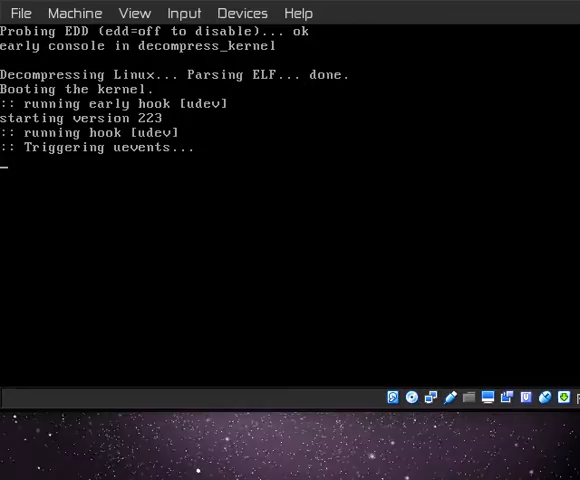 File Machine View Input Devices Help
Probing EDD (edd=off to disable)... ok
early console in decompress_kernel
Decompressing Linux... Parsing ELF... done.
Booting the kernel.
:: running early hook [udev]
starting version 223
:: running hook [udev]
:: Triggering uevents...
_